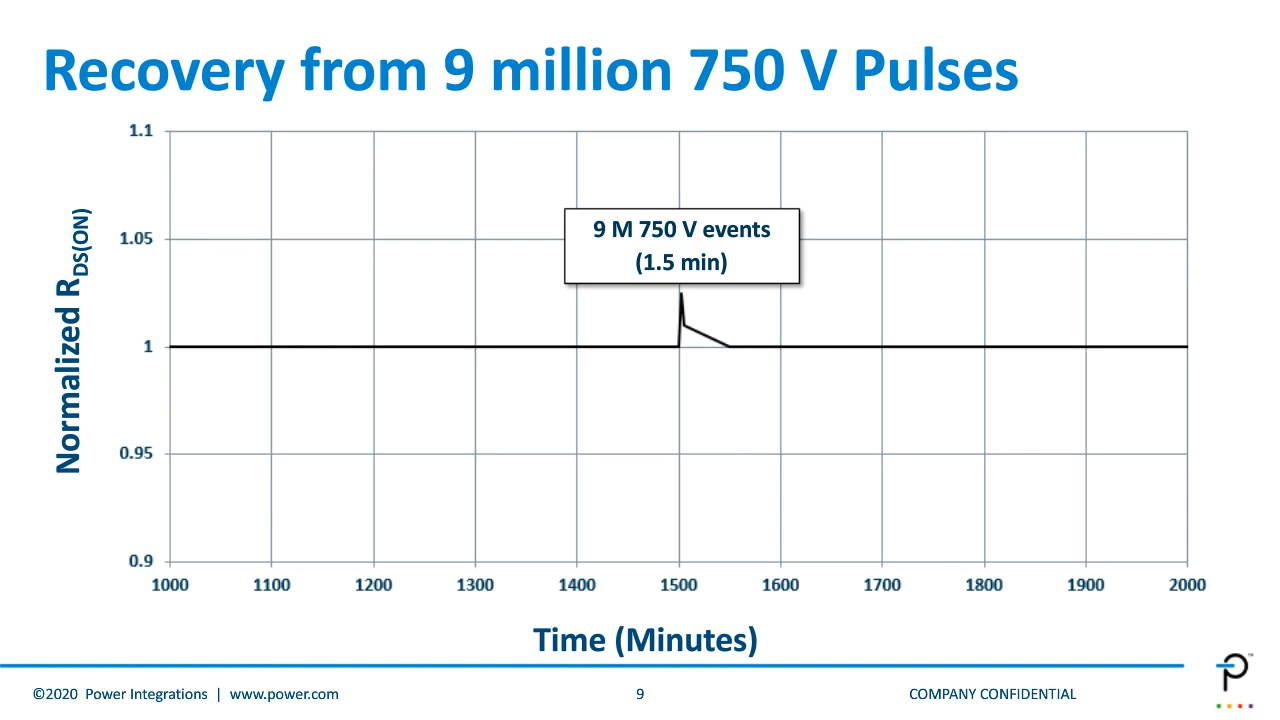 Recovery from 9 million 750 V Pulses
1.1
1.05
1
0.95
0.9
Normalized RDS(ON)
9 M 750 V events
(1.5 min)
1000 1100 1200 1300 1400 1500 1600 1700 1800 1900 2000
Time (Minutes)
©2020 Power Integrations | www.power.com
9
COMPANY CONFIDENTIAL
P™